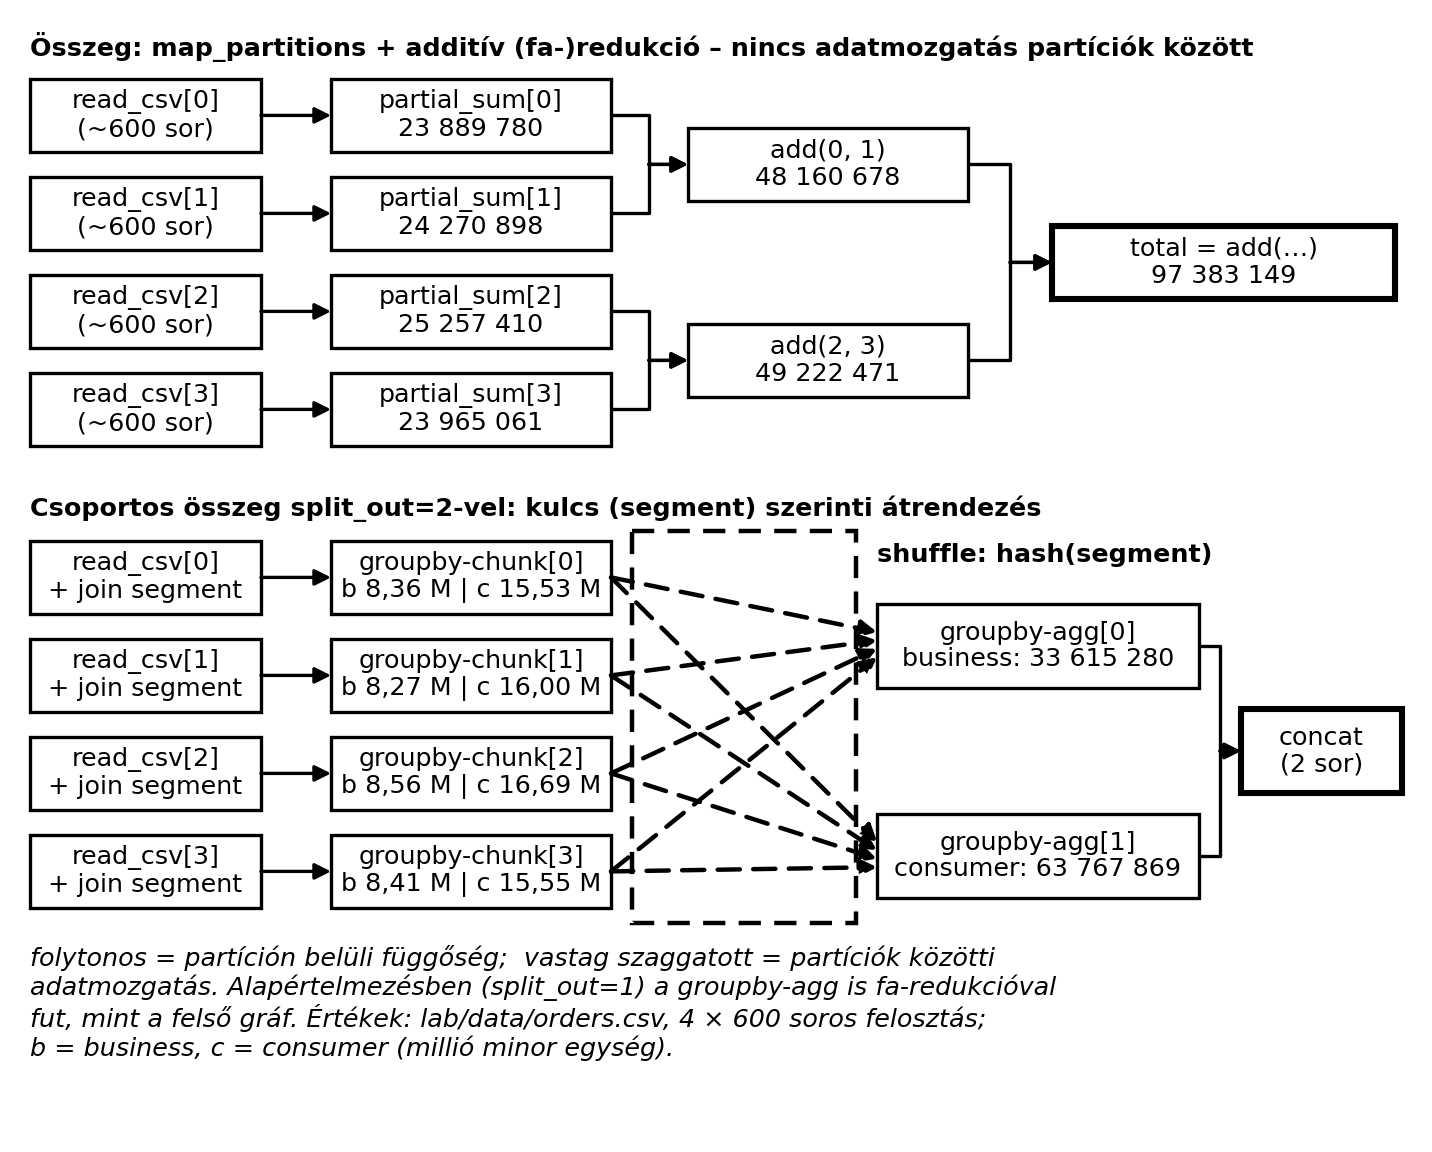 Összeg: map_partitions + additív (fa-)redukció – nincs adatmozgatás partíciók között
read_csv[0]
(~600 sor)
partial_sum[0]
23 889 780
read_csv[1]
(~600 sor)
partial_sum[1]
24 270 898
add(0, 1)
48 160 678
read_csv[2]
(~600 sor)
partial_sum[2]
25 257 410
read_csv[3]
(~600 sor)
partial_sum[3]
23 965 061
add(2, 3)
49 222 471
total = add(...)
97 383 149
Csoportos összeg split_out=2-vel: kulcs (segment) szerinti átrendezés
read_csv[0]
+ join segment
groupby-chunk[0]
b 8,36 M | c 15,53 M
read_csv[1]
+ join segment
groupby-chunk[1]
b 8,27 M | c 16,00 M
read_csv[2]
+ join segment
groupby-chunk[2]
b 8,56 M | c 16,69 M
read_csv[3]
+ join segment
groupby-chunk[3]
b 8,41 M | c 15,55 M
shuffle: hash(segment)
groupby-agg[0]
business: 33 615 280
groupby-agg[1]
consumer: 63 767 869
concat
(2 sor)
folytonos = partíción belüli függőség;  vastag szaggatott = partíciók közötti
adatmozgatás. Alapértelmezésben (split_out=1) a groupby-agg is fa-redukcióval
fut, mint a felső gráf. Értékek: lab/data/orders.csv, 4 × 600 soros felosztás;
b = business, c = consumer (millió minor egység).